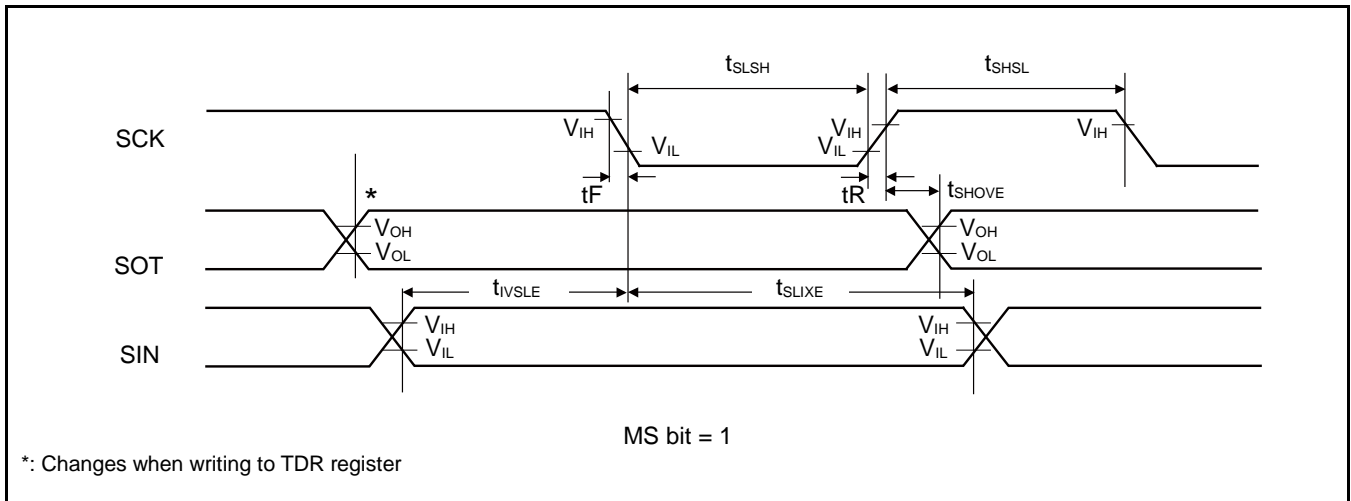 tSLSH tSHSL
SCK VIH VIL VIH VIL VIH
tF tR tSHOVE
*
SOT VOH VOL VOH VOL
tIVSLE tSLIXE
SIN VIH VIL VIH VIL
MS bit = 1
*: Changes when writing to TDR register